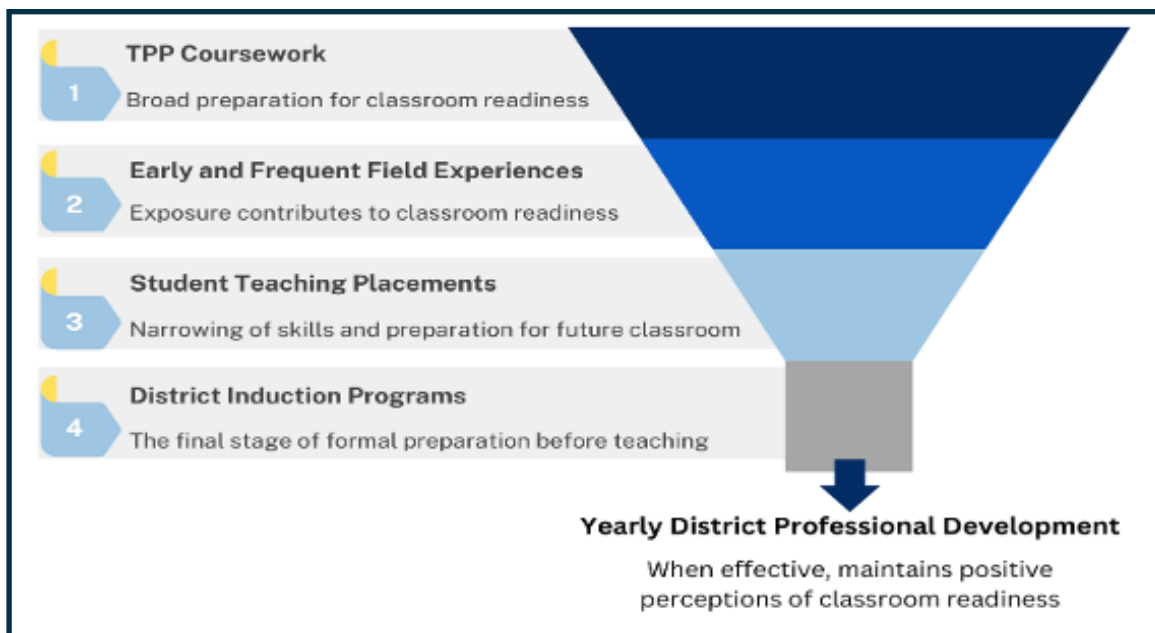 1
TPP Coursework
Broad preparation for classroom readiness
2
Early and Frequent Field Experiences
Exposure contributes to classroom readiness
3
Student Teaching Placements
Narrowing of skills and preparation for future classroom
4
District Induction Programs
The final stage of formal preparation before teaching
Yearly District Professional Development
When effective, maintains positive
perceptions of classroom readiness